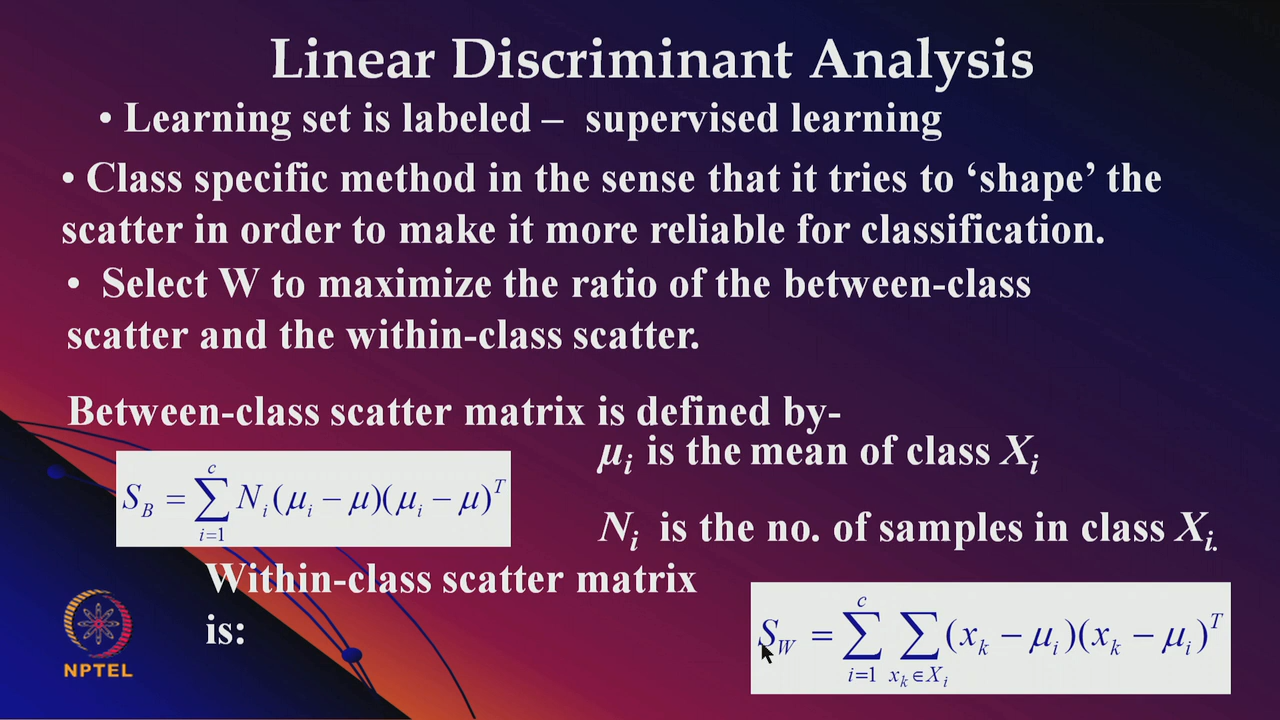 Linear Discriminant Analysis
• Learning set is labeled – supervised learning
• Class specific method in the sense that it tries to ‘shape’ the
scatter in order to make it more reliable for classification.
• Select W to maximize the ratio of the between-class
scatter and the within-class scatter.
Between-class scatter matrix is defined by-
μi is the mean of class Xi
S_B = \sum_{i=1}^{c} N_i (μ_i − μ)(μ_i − μ)^T
Ni is the no. of samples in class Xi.
Within-class scatter matrix
is:
S_W = \sum_{i=1}^{c} \sum_{x_k ∈ X_i} (x_k − μ_i)(x_k − μ_i)^T
NPTEL